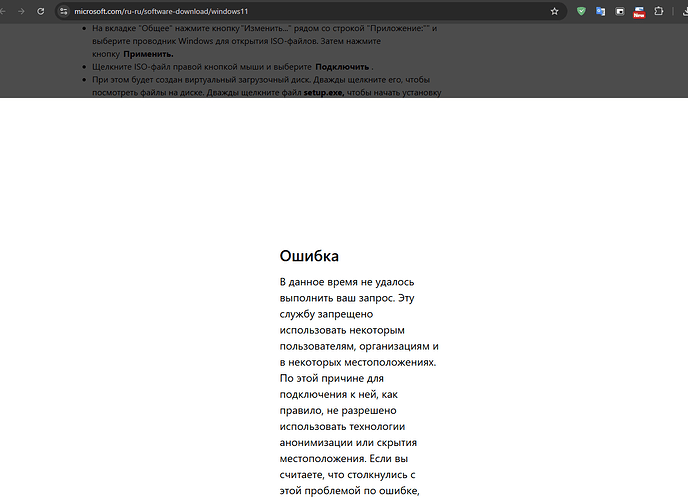 microsoft.com/ru-ru/software-download/windows11
New
На вкладке "Общее" нажмите кнопку "Изменить..." рядом со строкой "Приложение:"" и
выберите проводник Windows для открытия ISO-файлов. Затем нажмите
кнопку Применить.
Щелкните ISO-файл правой кнопкой мыши и выберите Подключить .
При этом будет создан виртуальный загрузочный диск. Дважды щелкните его, чтобы
посмотреть файлы на диске. Дважды щелкните файл setup.exe, чтобы начать установку
Ошибка
В данное время не удалось
выполнить ваш запрос. Эту
службу запрещено
использовать некоторым
пользователям, организациям и
в некоторых местоположениях.
По этой причине для
подключения к ней, как
правило, не разрешено
использовать технологии
анонимизации или скрытия
местоположения. Если вы
считаете, что столкнулись с
этой проблемой по ошибке,